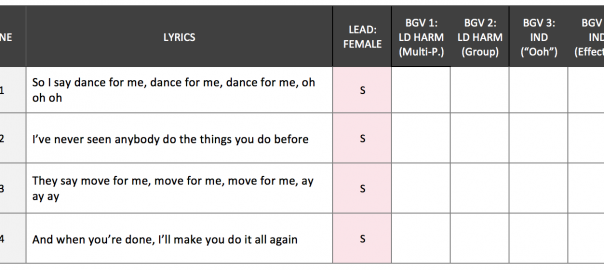 NE
LYRICS
LEAD:
FEMALE
BGV 1:
LD HARM
(Multi-P.)
BGV 2:
LD HARM
(Group)
BGV 3:
IND
(“Ooh”)
BGV
IND
(Effect
1
So I say dance for me, dance for me, dance for me, oh
oh oh
S
2
I’ve never seen anybody do the things you do before
S
3
They say move for me, move for me, move for me, ay
ay ay
S
4
And when you’re done, I’ll make you do it all again
S